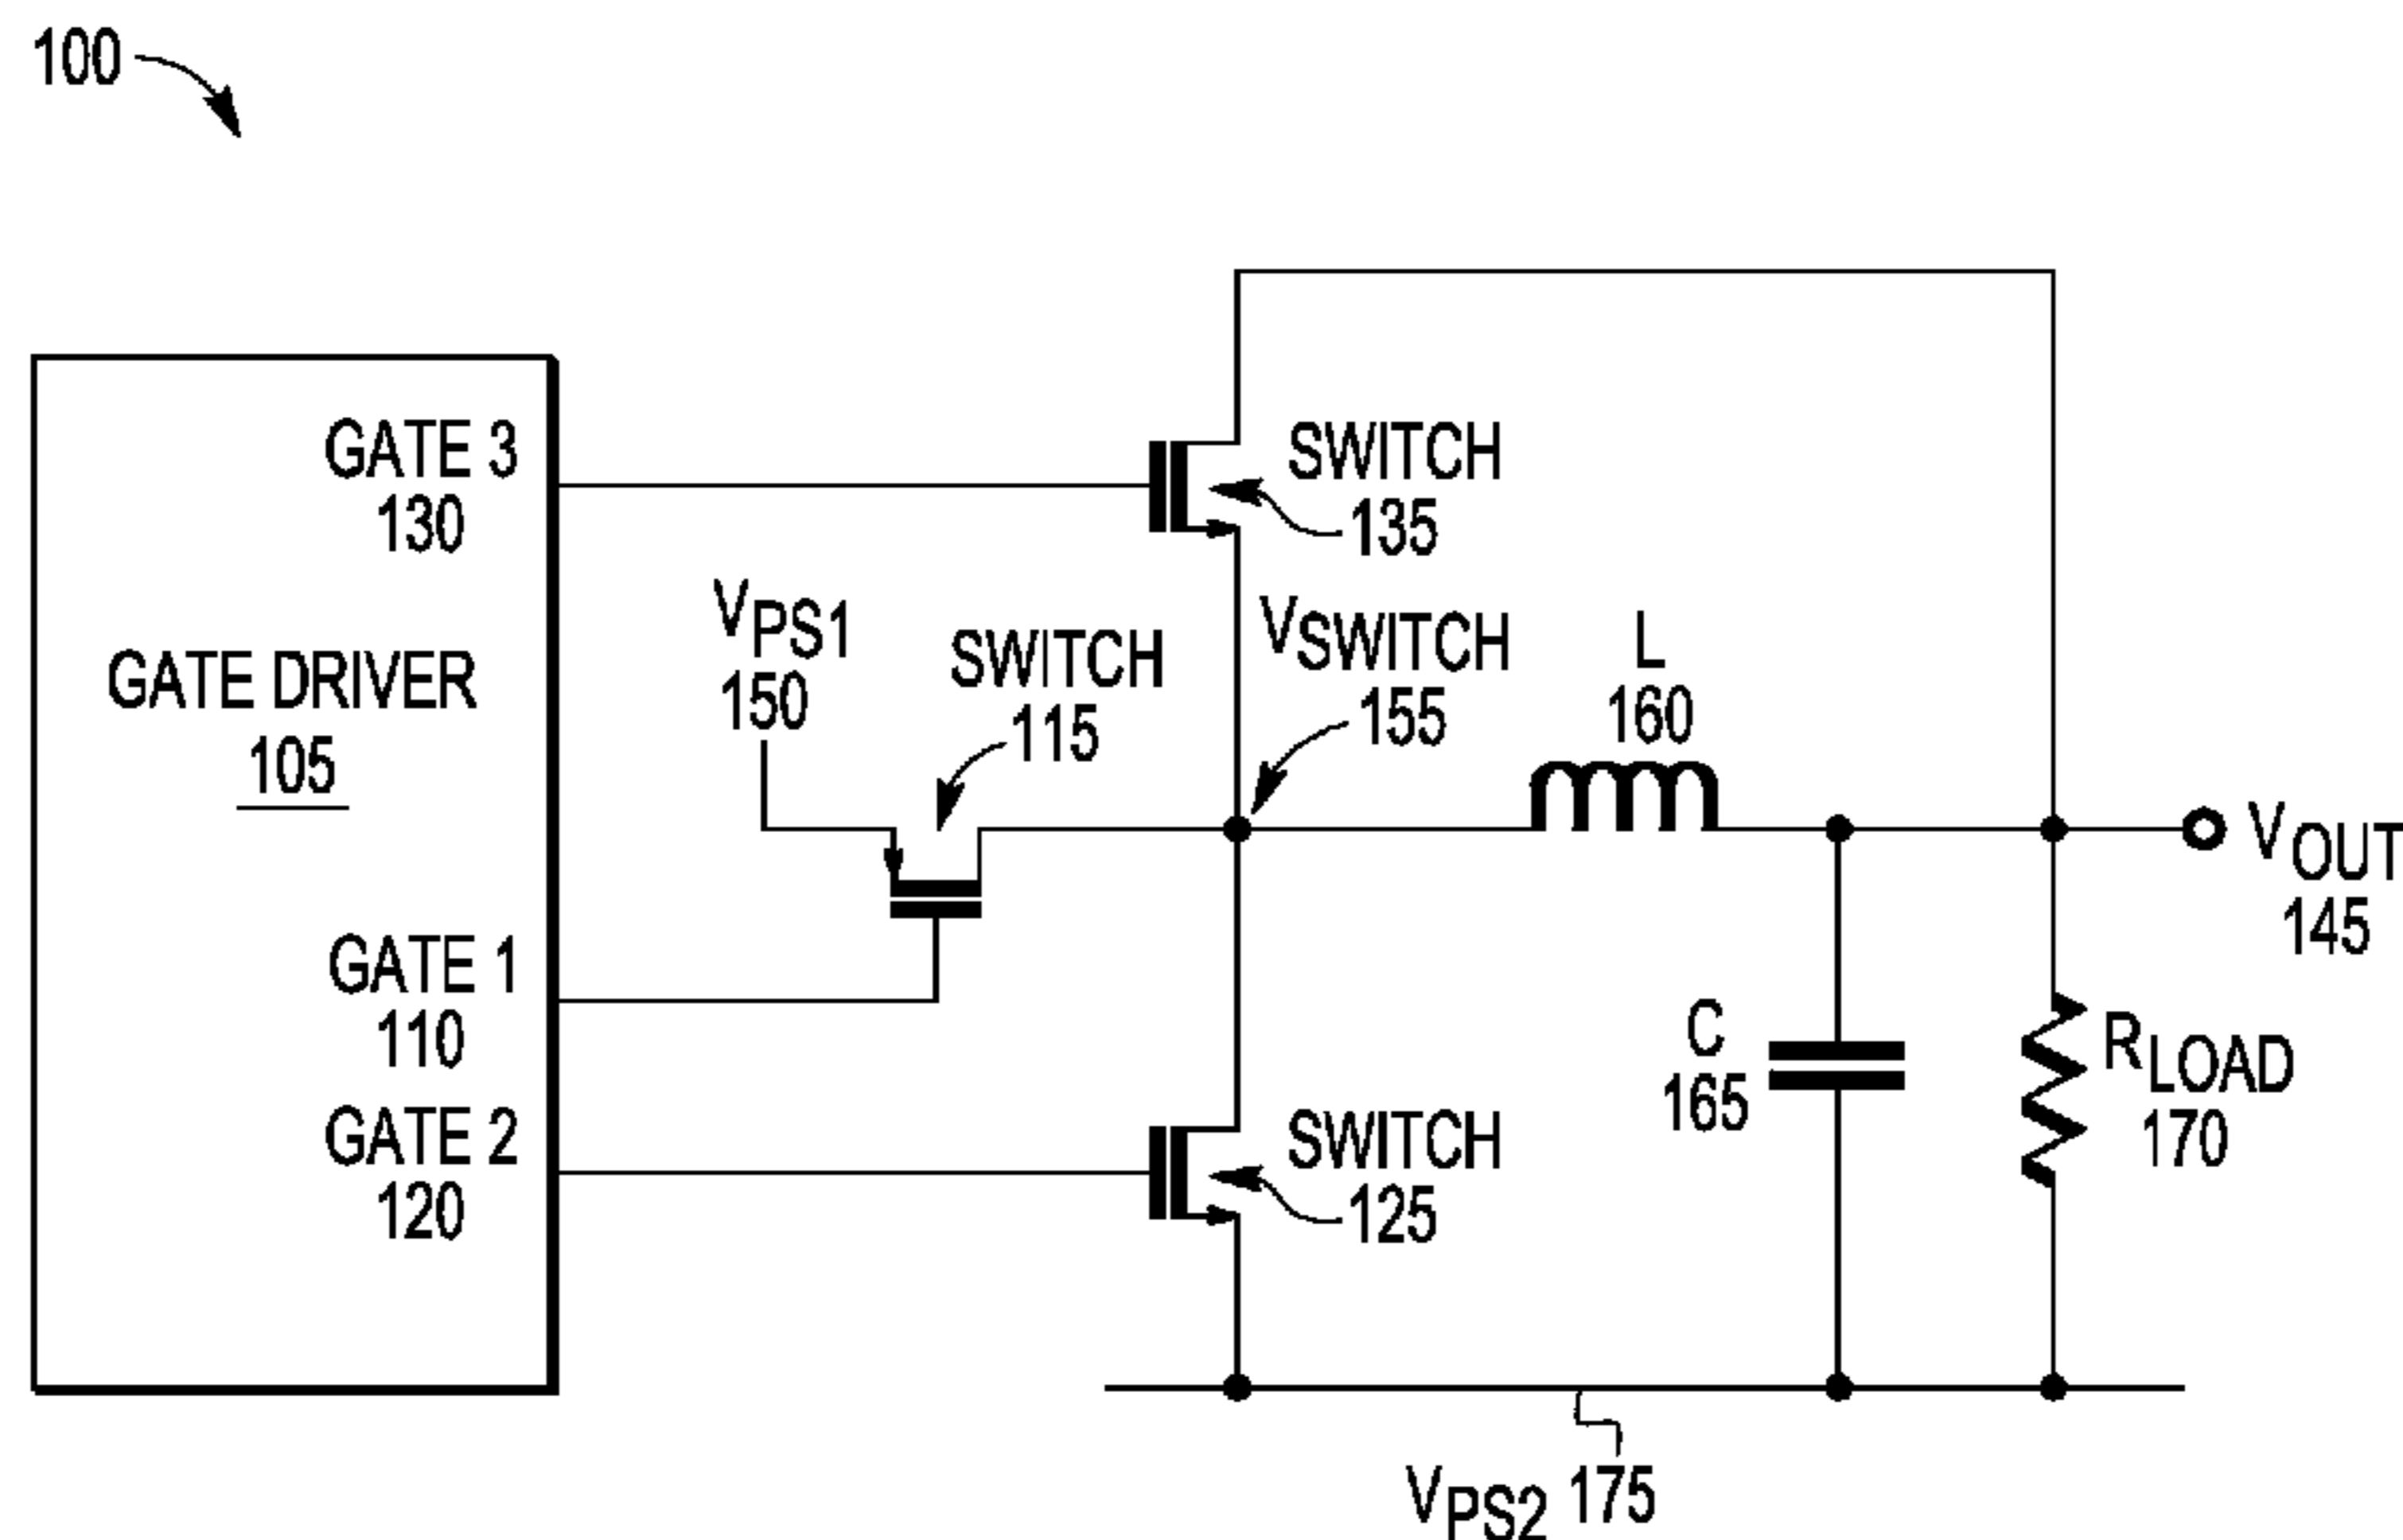 100
GATE 3
130
GATE DRIVER
105
GATE 1
110
GATE 2
120
SWITCH
135
VPS1
150
SWITCH
115
VSWITCH
155
L
160
VOUT
145
C
165
RLOAD
170
SWITCH
125
VPS2 175